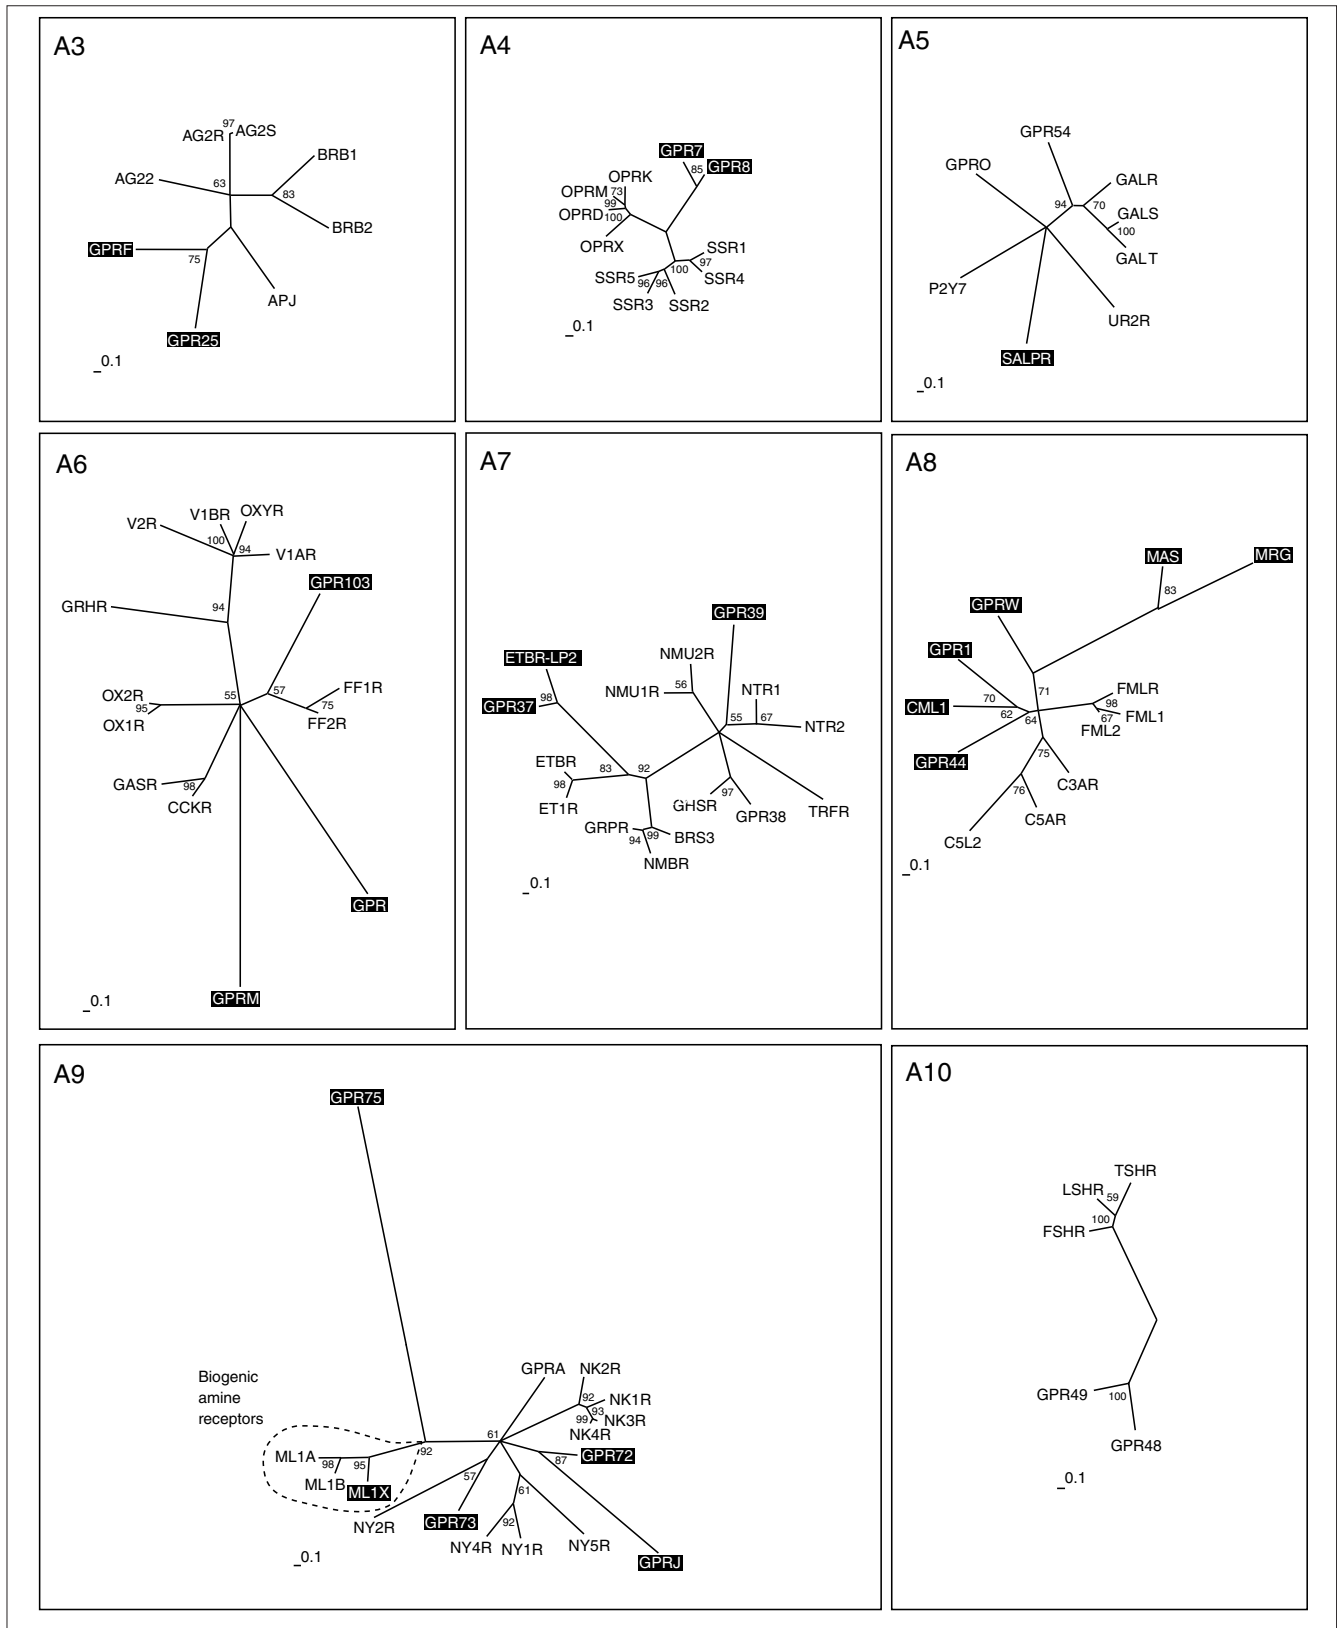 A3
97
AG2R
AG2S
BRB1
AG22
63
83
BRB2
GPRF
75
APJ
GPR25
0.1
A4
GPR7
85
GPR8
OPRK
OPRM
73
99
OPRD
100
OPRX
SSR1
97
SSR5
100
SSR4
96
96
SSR3
SSR2
0.1
A5
GPR54
GPRO
GALR
94
70
GALS
100
GALT
P2Y7
UR2R
SALPR
0.1
A6
V1BR
OXYR
V2R
100
94
V1AR
GPR103
GRHR
94
OX2R
55
57
FF1R
95
75
OX1R
FF2R
GASR
98
CCKR
GPR
GPRM
0.1
A7
GPR39
ETBR-LP2
NMU2R
98
NMU1R
56
NTR1
GPR37
55
67
NTR2
ETBR
83
92
98
ET1R
GHSR
97
GPR38
TRFR
GRPR
94
99
BRS3
NMBR
0.1
A8
MAS
MRG
83
GPRW
GPR1
71
FMLR
70
98
CML1
62
64
67
FML1
FML2
GPR44
75
C3AR
76
C5AR
C5L2
0.1
A9
GPR75
Biogenic
amine
receptors
GPRA
NK2R
92
NK1R
93
99
NK3R
NK4R
61
92
ML1A
98
95
ML1B
ML1X
GPR72
87
57
61
NY2R
GPR73
92
NY4R
NY1R
NY5R
GPRJ
0.1
A10
TSHR
LSHR
59
100
FSHR
GPR49
100
GPR48
0.1